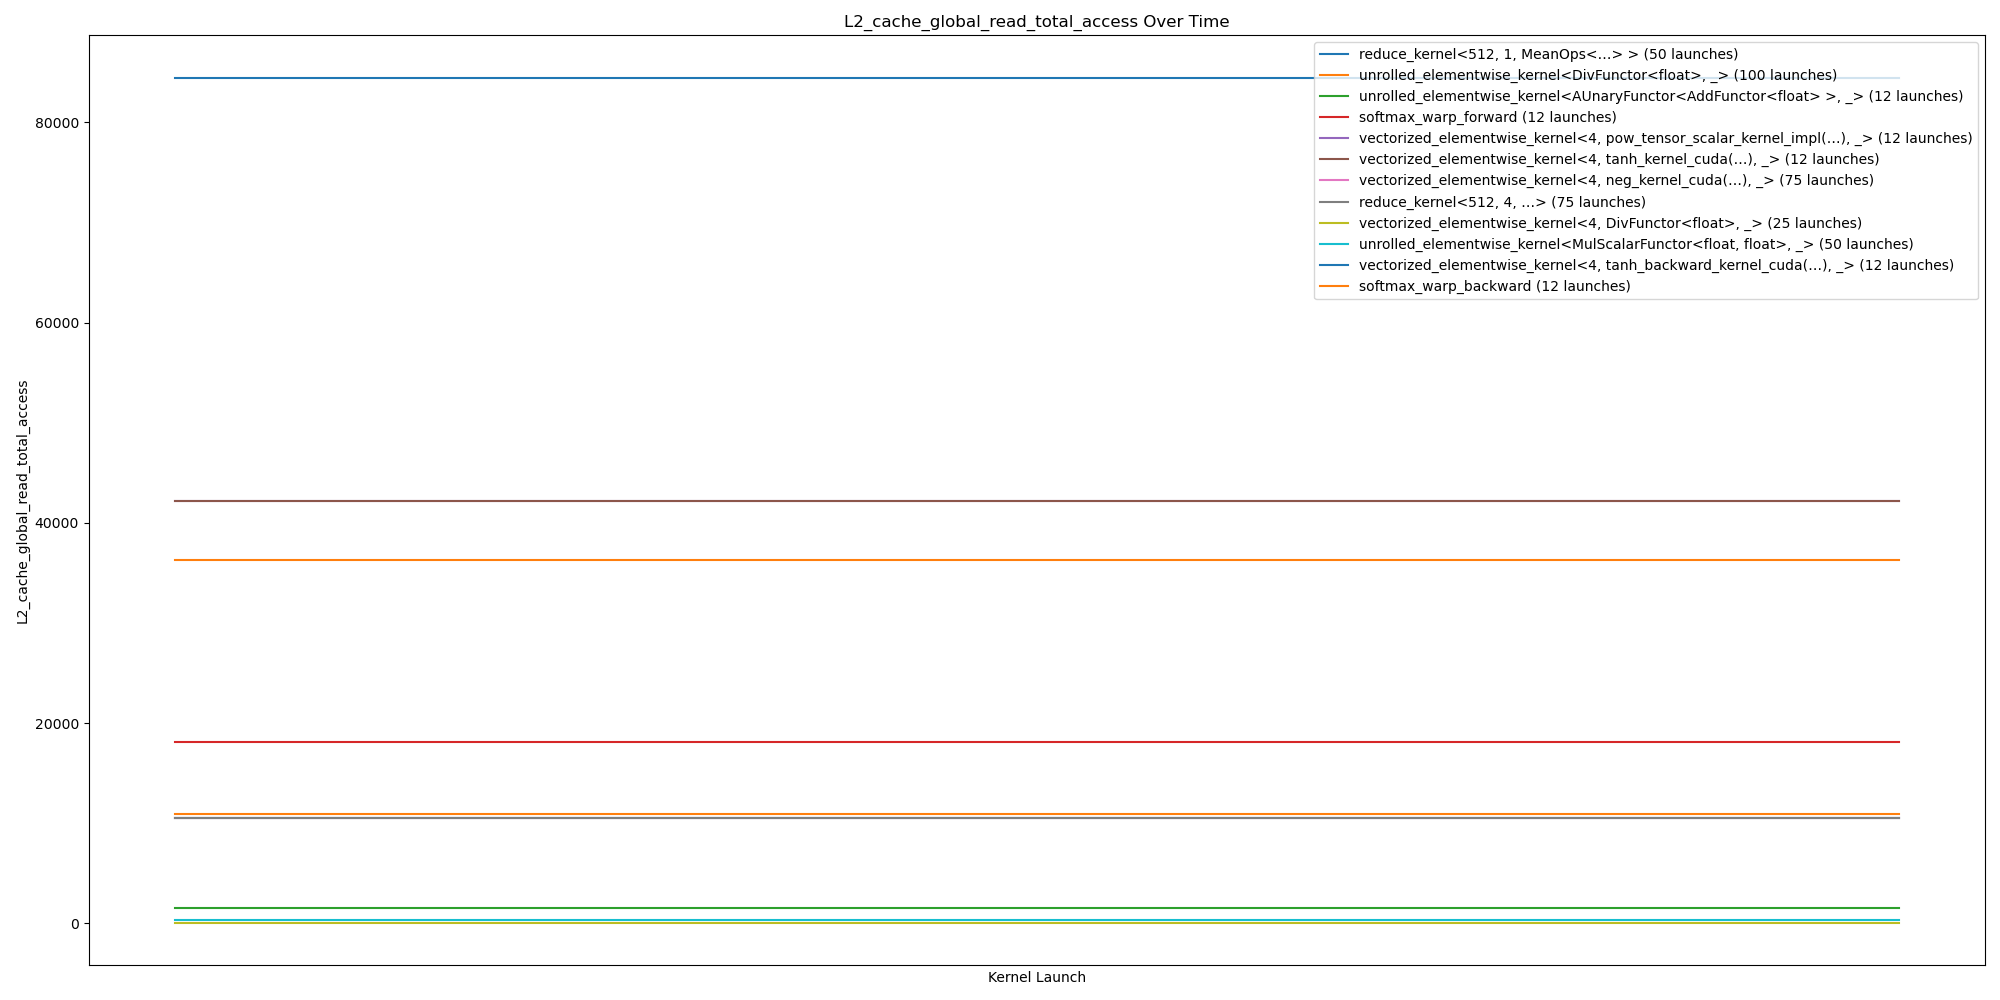 L2_cache_global_read_total_access Over Time
reduce_kernel<512, 1, MeanOps<...> > (50 launches)
unrolled_elementwise_kernel<DivFunctor<float>, _> (100 launches)
unrolled_elementwise_kernel<AUnaryFunctor<AddFunctor<float> >, _> (12 launches)
softmax_warp_forward (12 launches)
vectorized_elementwise_kernel<4, pow_tensor_scalar_kernel_impl(...), _> (12 launches)
vectorized_elementwise_kernel<4, tanh_kernel_cuda(...), _> (12 launches)
vectorized_elementwise_kernel<4, neg_kernel_cuda(...), _> (75 launches)
reduce_kernel<512, 4, ...> (75 launches)
vectorized_elementwise_kernel<4, DivFunctor<float>, _> (25 launches)
unrolled_elementwise_kernel<MulScalarFunctor<float, float>, _> (50 launches)
vectorized_elementwise_kernel<4, tanh_backward_kernel_cuda(...), _> (12 launches)
softmax_warp_backward (12 launches)
80000
60000
40000
20000
0
L2_cache_global_read_total_access
Kernel Launch